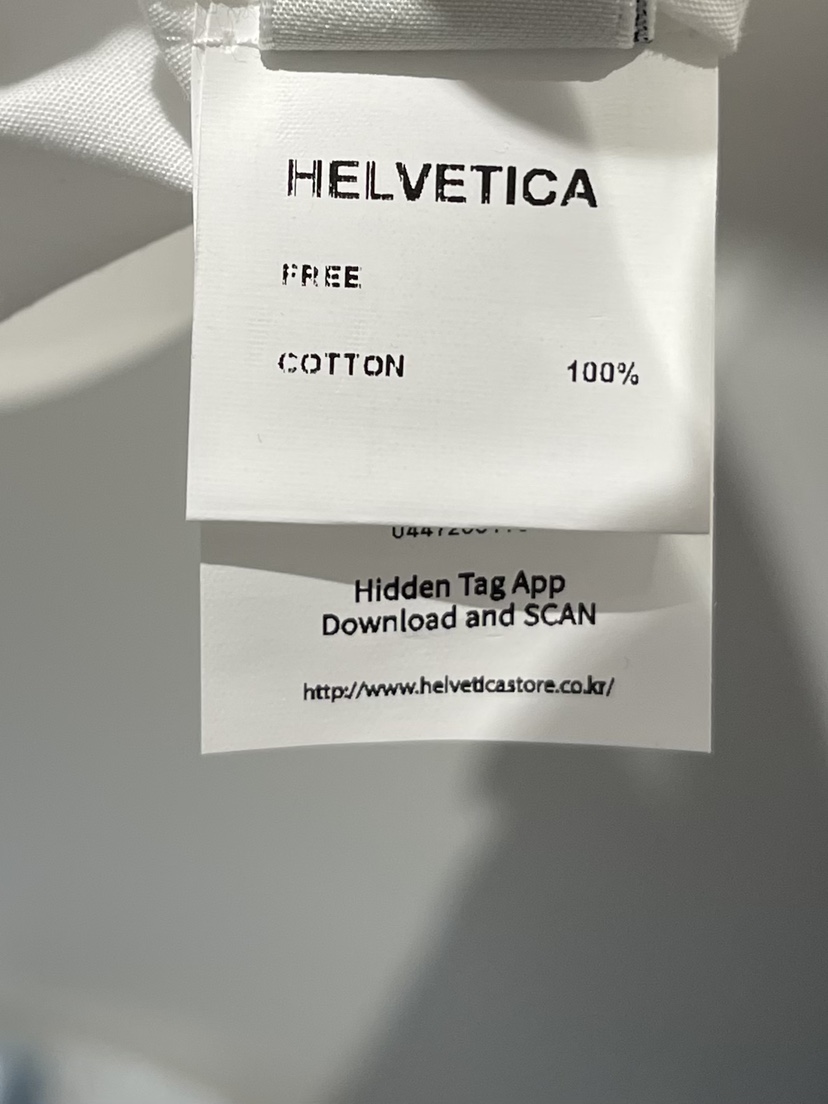 HELVETICA
FREE
COTTON 100%
Hidden Tag App
Download and SCAN
http://www.helveticastore.co.kr/